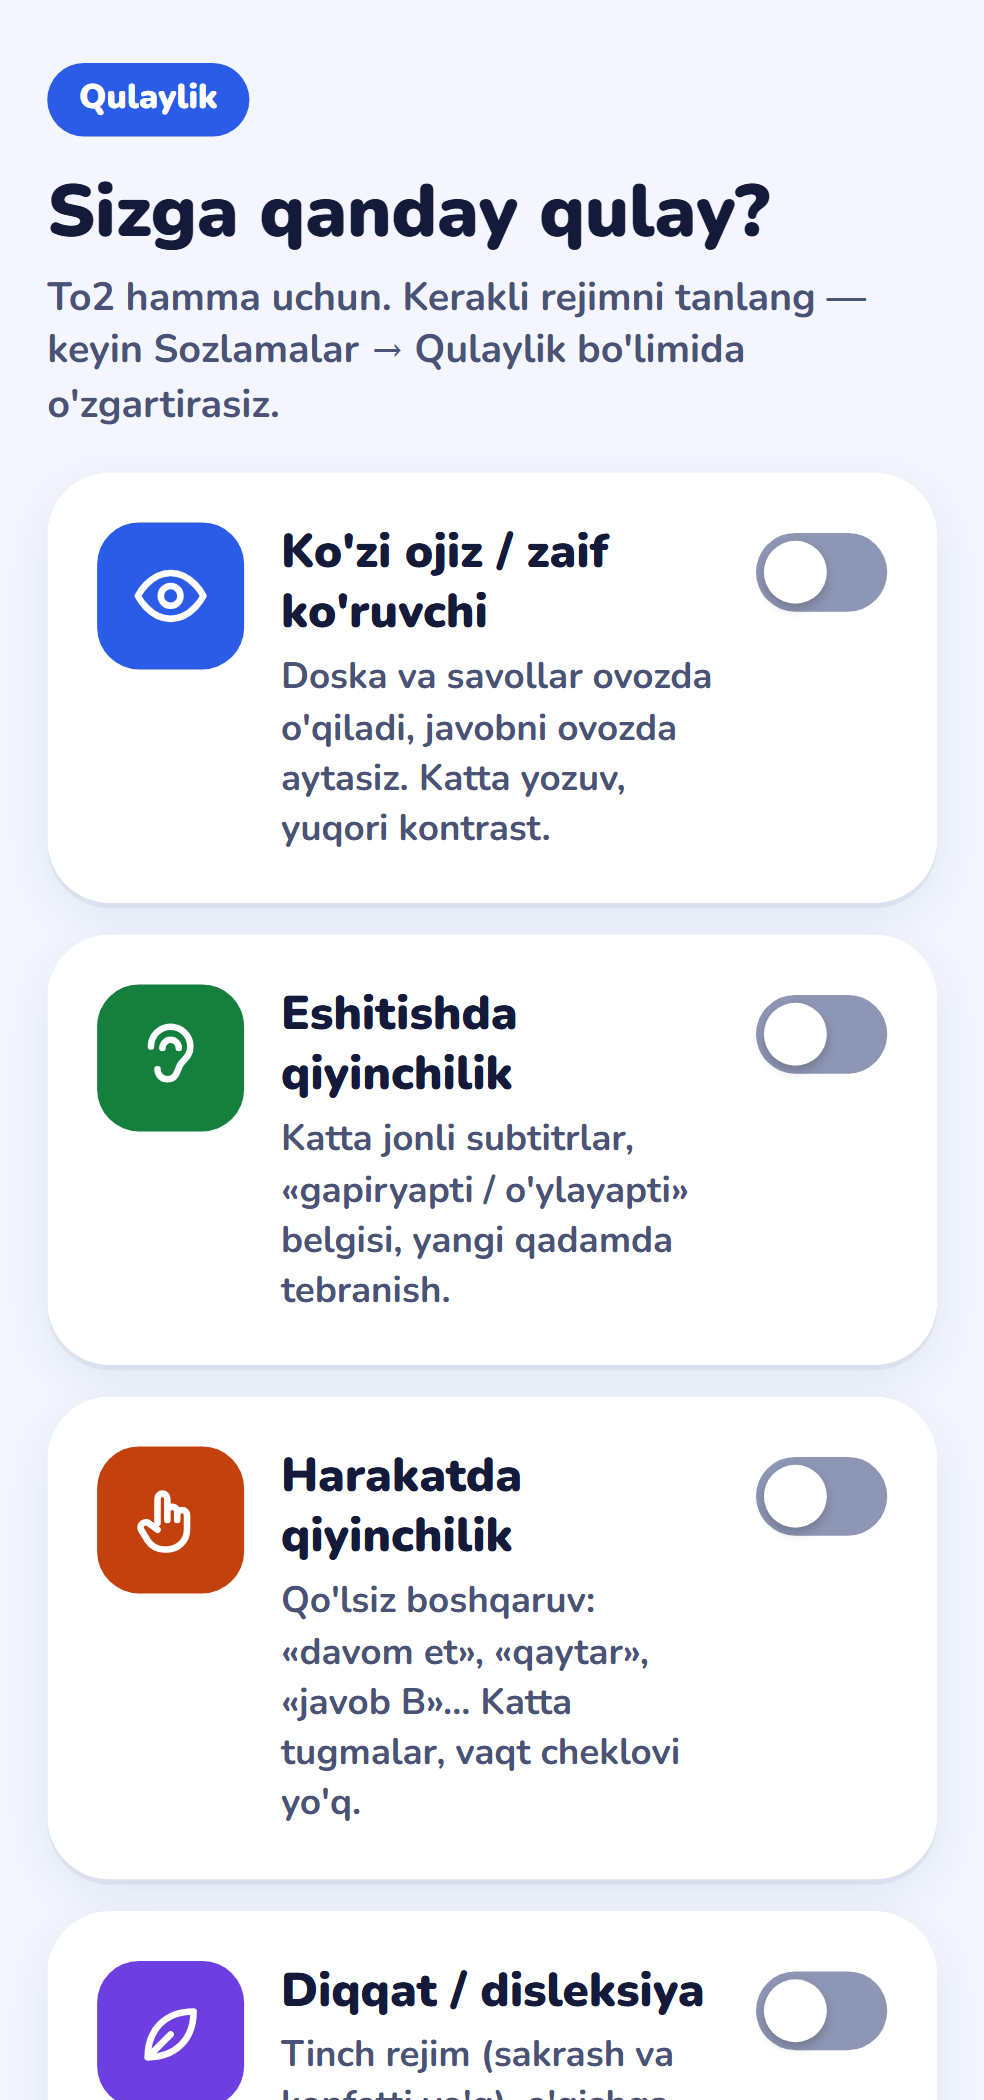 Qulaylik
Sizga qanday qulay?
To2 hamma uchun. Kerakli rejimni tanlang —
keyin Sozlamalar → Qulaylik bo'limida
o'zgartirasiz.
Ko'zi ojiz / zaif
ko'ruvchi
Doska va savollar ovozda
o'qiladi, javobni ovozda
aytasiz. Katta yozuv,
yuqori kontrast.
Eshitishda
qiyinchilik
Katta jonli subtitrlar,
«gapiryapti / o'ylayapti»
belgisi, yangi qadamda
tebranish.
Harakatda
qiyinchilik
Qo'lsiz boshqaruv:
«davom et», «qaytar»,
«javob B»... Katta
tugmalar, vaqt cheklovi
yo'q.
Diqqat / disleksiya
Tinch rejim (sakrash va